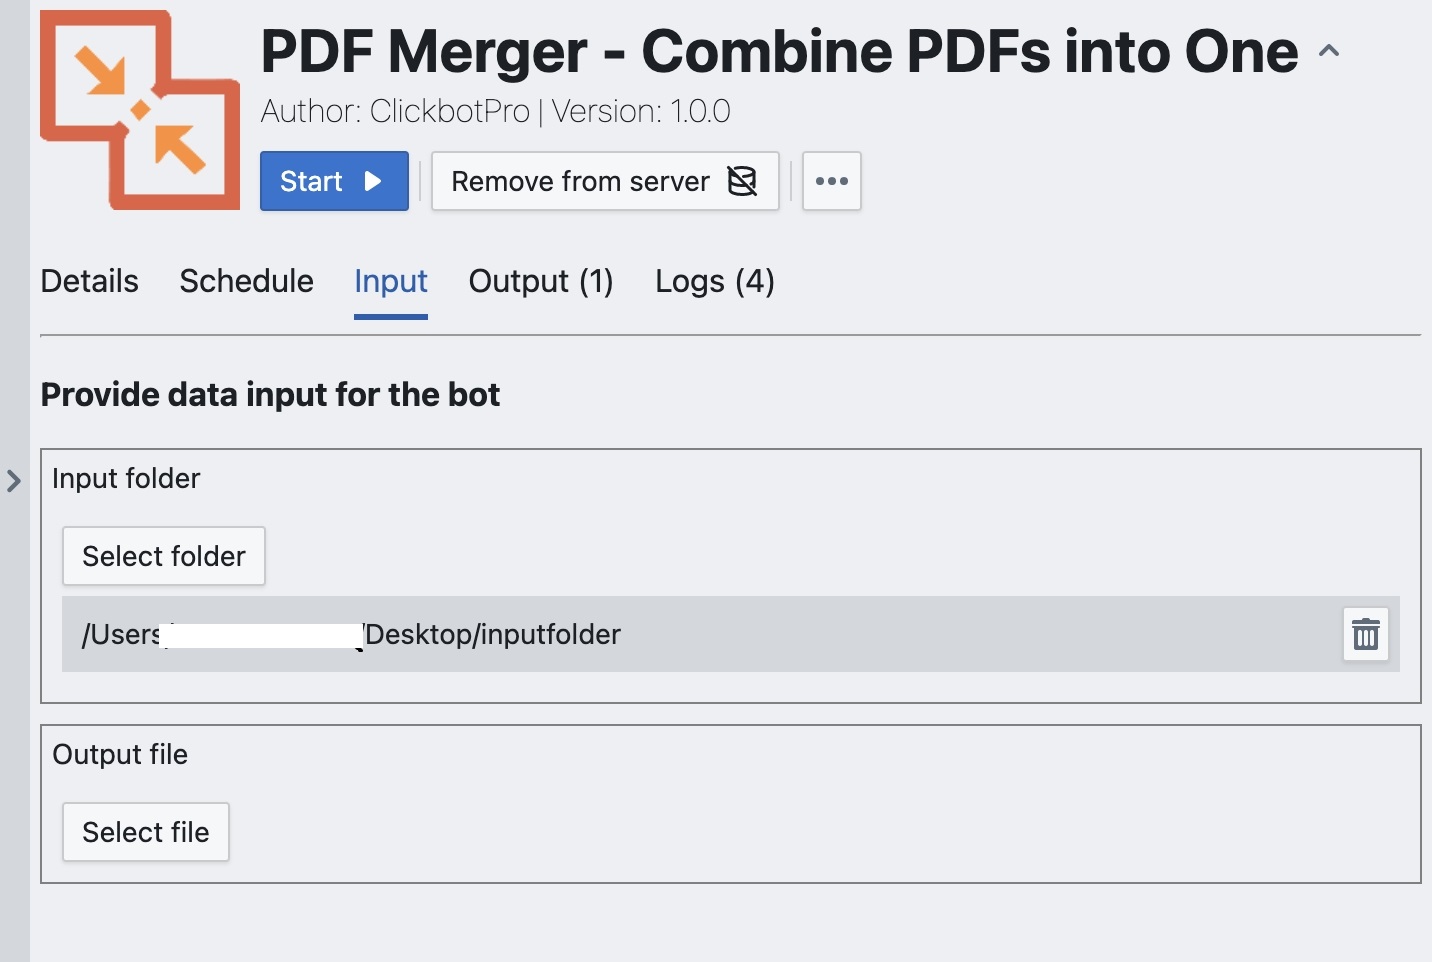 PDF Merger - Combine PDFs into One
Author: ClickbotPro | Version: 1.0.0
Start
Remove from server
Details Schedule Input Output (1) Logs (4)
Provide data input for the bot
Input folder
Select folder
/Users /Desktop/inputfolder
Output file
Select file